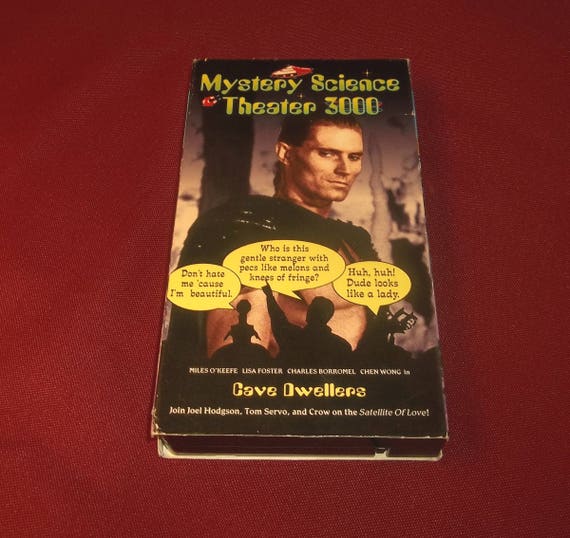 Mystery Science
Theater 3000
Don't hate
me 'cause
I'm beautiful.
Who is this
gentle stranger with
pecs like melons and
knees of fringe?
Huh, huh!
Dude looks
like a lady.
MILES O'KEEFE LISA FOSTER CHARLES BORROMEL CHEN WONG in
Cave Dwellers
Join Joel Hodgson, Tom Servo, and Crow on the Satellite Of Love!